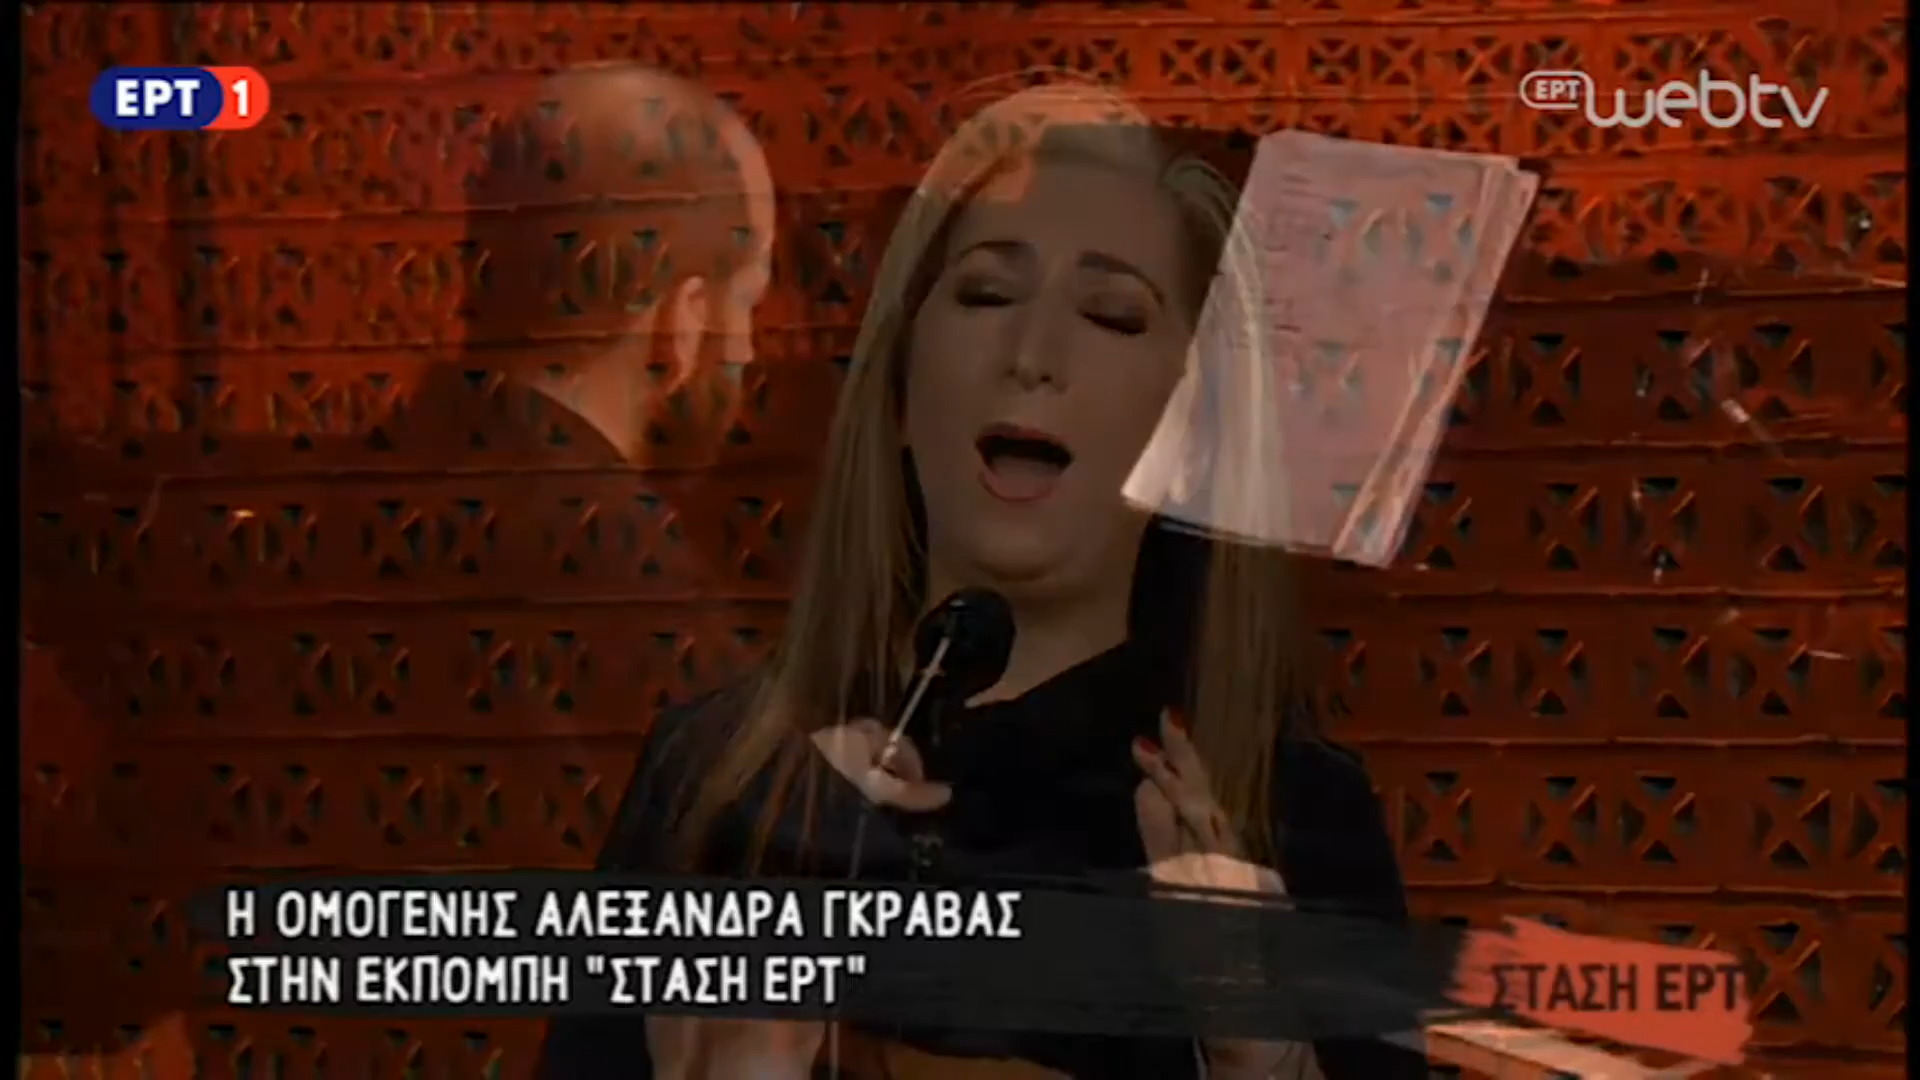 ΕΡΤ 1
ΕΡΤ webtv
Η ΟΜΟΓΕΝΗΣ ΑΛΕΞΑΝΔΡΑ ΓΚΡΑΒΑΣ
ΣΤΗΝ ΕΚΠΟΜΠΗ "ΣΤΑΣΗ ΕΡΤ"
ΣΤΑΣΗ ΕΡΤ